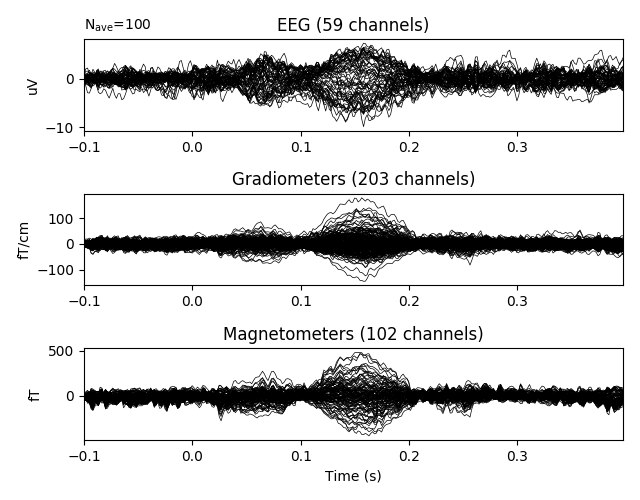 Nave=100
EEG (59 channels)
uV
0
−10
−0.1 0.0 0.1 0.2 0.3
Gradiometers (203 channels)
fT/cm
100
0
−100
−0.1 0.0 0.1 0.2 0.3
Magnetometers (102 channels)
fT
500
0
−0.1 0.0 0.1 0.2 0.3
Time (s)